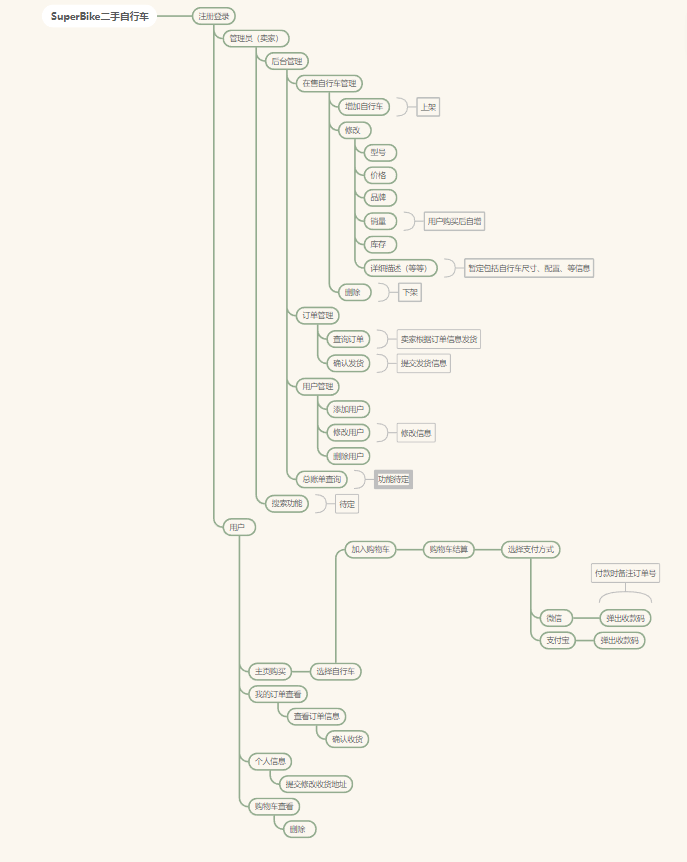 SuperBike二手自行车
注册登录
管理员（卖家）
后台管理
在售自行车管理
增加自行车
上架
修改
型号
价格
品牌
销量
用户购买后自增
库存
详细描述（等等）
暂定包括自行车尺寸、配置、等信息
删除
下架
订单管理
查询订单
卖家根据订单信息发货
确认发货
提交发货信息
用户管理
添加用户
修改用户
修改信息
删除用户
总账单查询
功能待定
搜索功能
待定
用户
加入购物车
购物车结算
选择支付方式
付款时备注订单号
微信
弹出收款码
支付宝
弹出收款码
主页购买
选择自行车
我的订单查看
查看订单信息
确认收货
个人信息
提交修改收货地址
购物车查看
删除